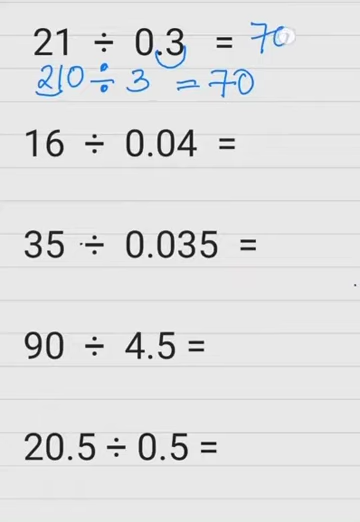 21 ÷ 0.3 = 70
210 ÷ 3 = 70
16 ÷ 0.04 =
35 ÷ 0.035 =
90 ÷ 4.5 =
20.5 ÷ 0.5 =